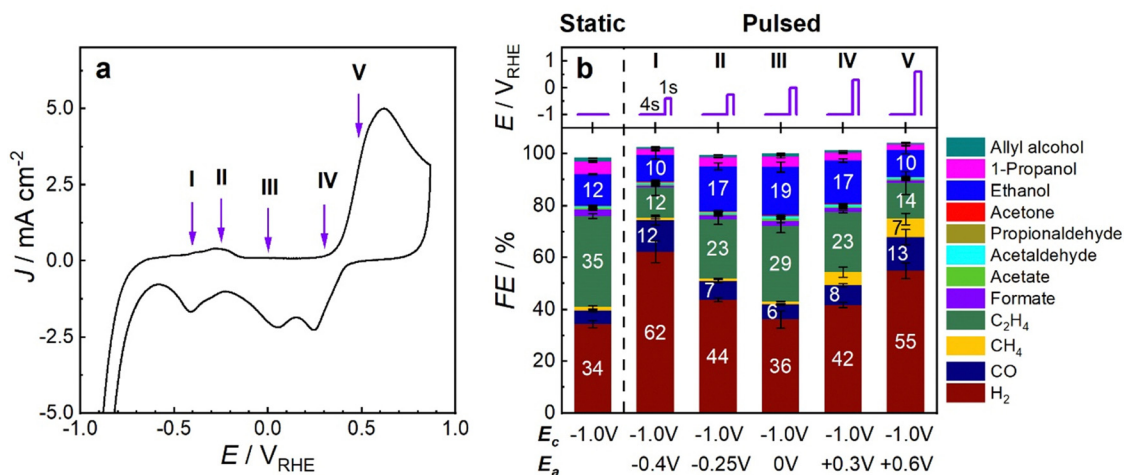 Static Pulsed
a
I II III IV V
J / mA cm-2
5.0
2.5
0.0
-2.5
-5.0
-1.0 -0.5 0.0 0.5 1.0
E / VRHE
b
I II III IV V
E / VRHE
1
0
-1
4s 1s
FE / %
100
80
60
40
20
0
12 35 34
10 12 12 62
17 23 7 44
19 29 6 36
17 23 8 42
10 14 7 13 55
Ec -1.0V -1.0V -1.0V -1.0V -1.0V -1.0V
Ea -0.4V -0.25V 0V +0.3V +0.6V
Allyl alcohol
1-Propanol
Ethanol
Acetone
Propionaldehyde
Acetaldehyde
Acetate
Formate
C2H4
CH4
CO
H2